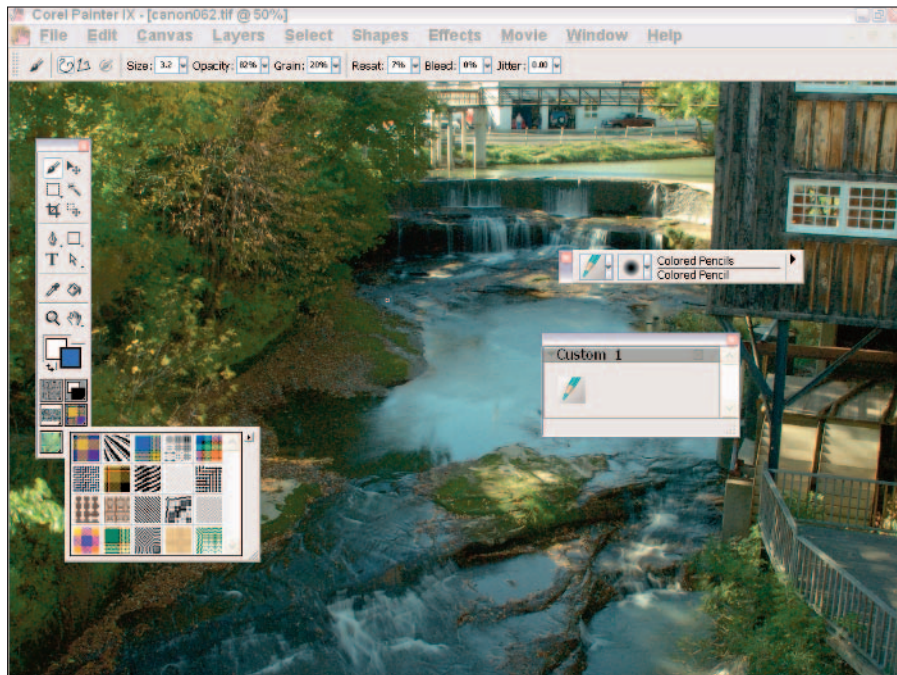 Corel Painter IX - [canon062.tif @ 50%]
File Edit Canvas Layers Select Shapes Effects Movie Window Help
Size: 3.2 Opacity: 82% Grain: 20% Resat: 7% Bleed: 0% Jitter: 0.00
T
Colored Pencils
Colored Pencil
Custom 1